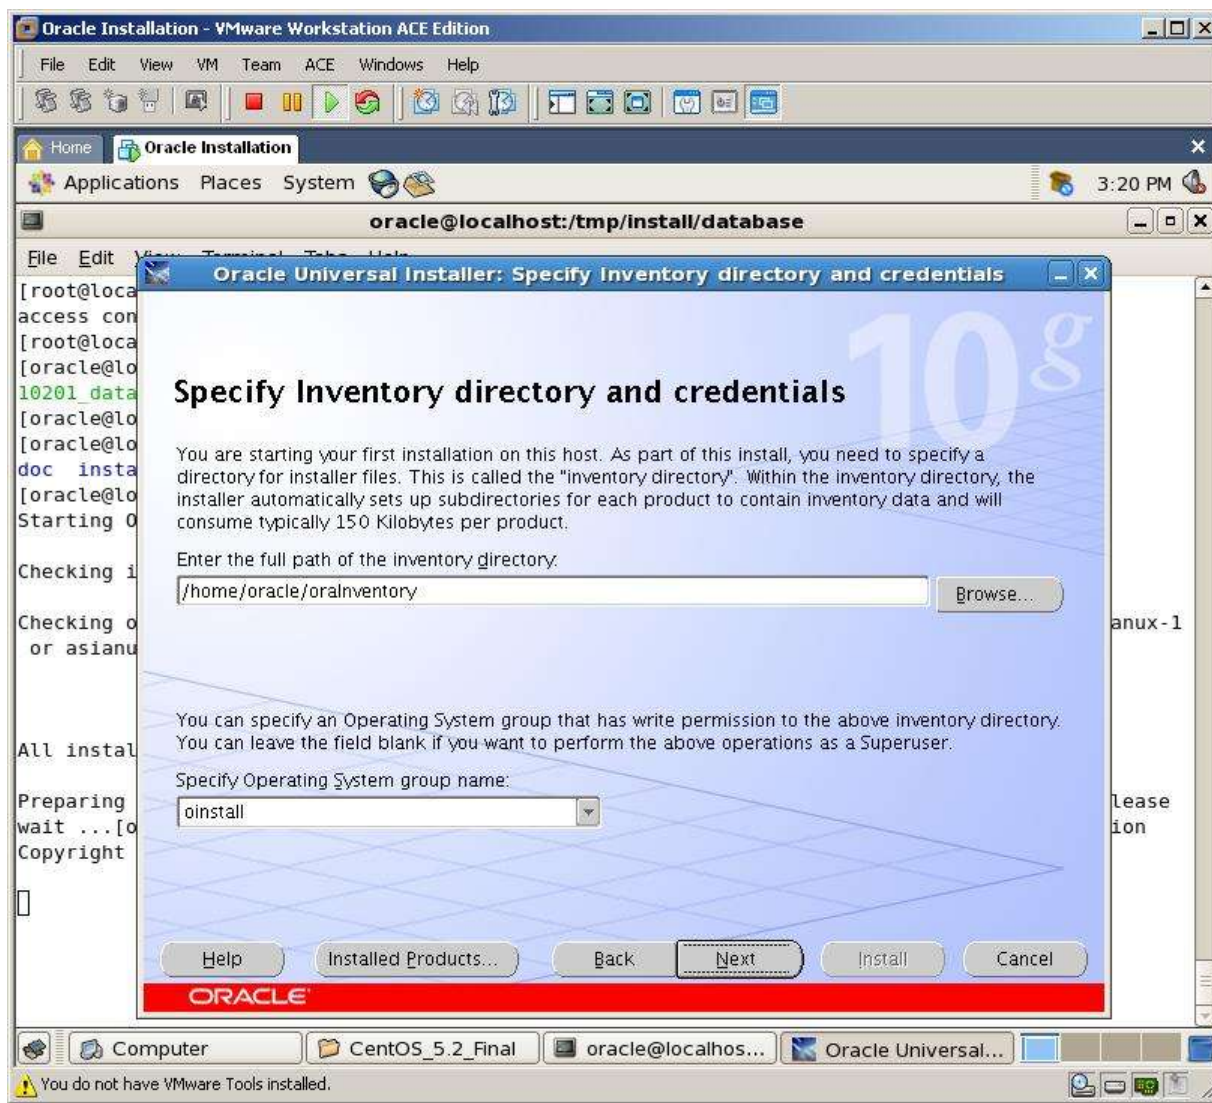 Oracle Installation - VMware Workstation ACE Edition
File Edit View VM Team ACE Windows Help
Home Oracle Installation
Applications Places System 3:20 PM
oracle@localhost:/tmp/install/database
File Edit View Terminal Tabs Help
Oracle Universal Installer: Specify Inventory directory and credentials
[root@loca
access con
[root@loca
[oracle@lo
10201_data
[oracle@lo
[oracle@lo
doc insta
[oracle@lo
Starting O
Checking i
Checking o anux-1
or asianu
All instal
Preparing lease
wait ...[o ion
Copyright
10g
Specify Inventory directory and credentials
You are starting your first installation on this host. As part of this install, you need to specify a
directory for installer files. This is called the "inventory directory". Within the inventory directory, the
installer automatically sets up subdirectories for each product to contain inventory data and will
consume typically 150 Kilobytes per product.
Enter the full path of the inventory directory:
/home/oracle/oraInventory
Browse...
You can specify an Operating System group that has write permission to the above inventory directory.
You can leave the field blank if you want to perform the above operations as a Superuser.
Specify Operating System group name:
oinstall
Help Installed Products... Back Next Install Cancel
ORACLE
Computer CentOS_5.2_Final oracle@localhos... Oracle Universal...
You do not have VMware Tools installed.